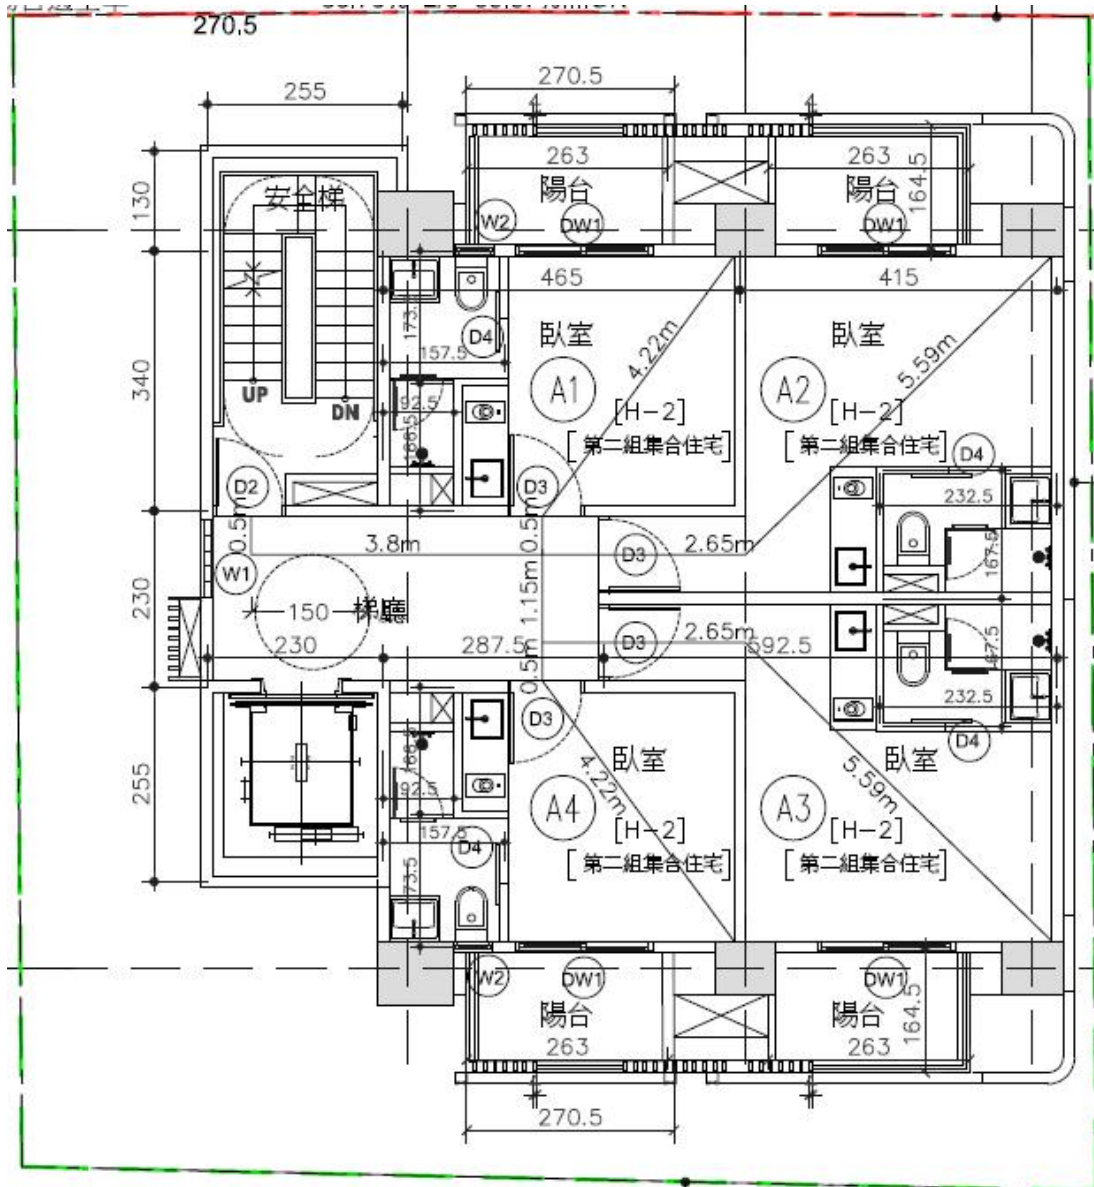 270.5
270.5
255
263
263
陽台
陽台
164.5
130
安全梯
W2
DW1
DW1
465
415
173.5
D4
臥室
臥室
4.22m
5.59m
157.5
340
UP
DN
192.5
A1
A2
[H-2]
[H-2]
[第二組集合住宅]
[第二組集合住宅]
D4
D2
D3
232.5
0.5m
0.5m
3.8m
D3
2.65m
167.5
W1
1.15m
230
150
梯廳
D3
2.65m
167.5
230
287.5
592.5
0.5m
232.5
D3
D4
臥室
臥室
4.22m
5.59m
255
192.5
A4
A3
[H-2]
[H-2]
157.5
D4
[第二組集合住宅]
[第二組集合住宅]
W2
DW1
DW1
陽台
陽台
164.5
263
263
270.5